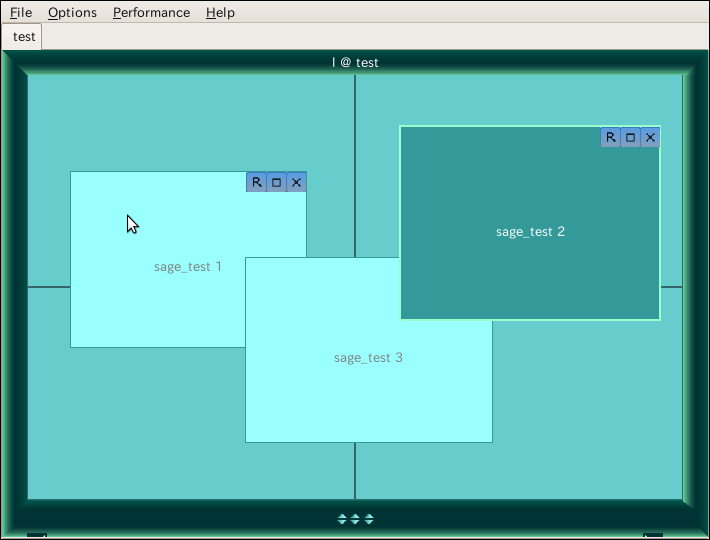 File Options Performance Help
test
I @ test
R
sage_test 2
R
sage_test 1
sage_test 3